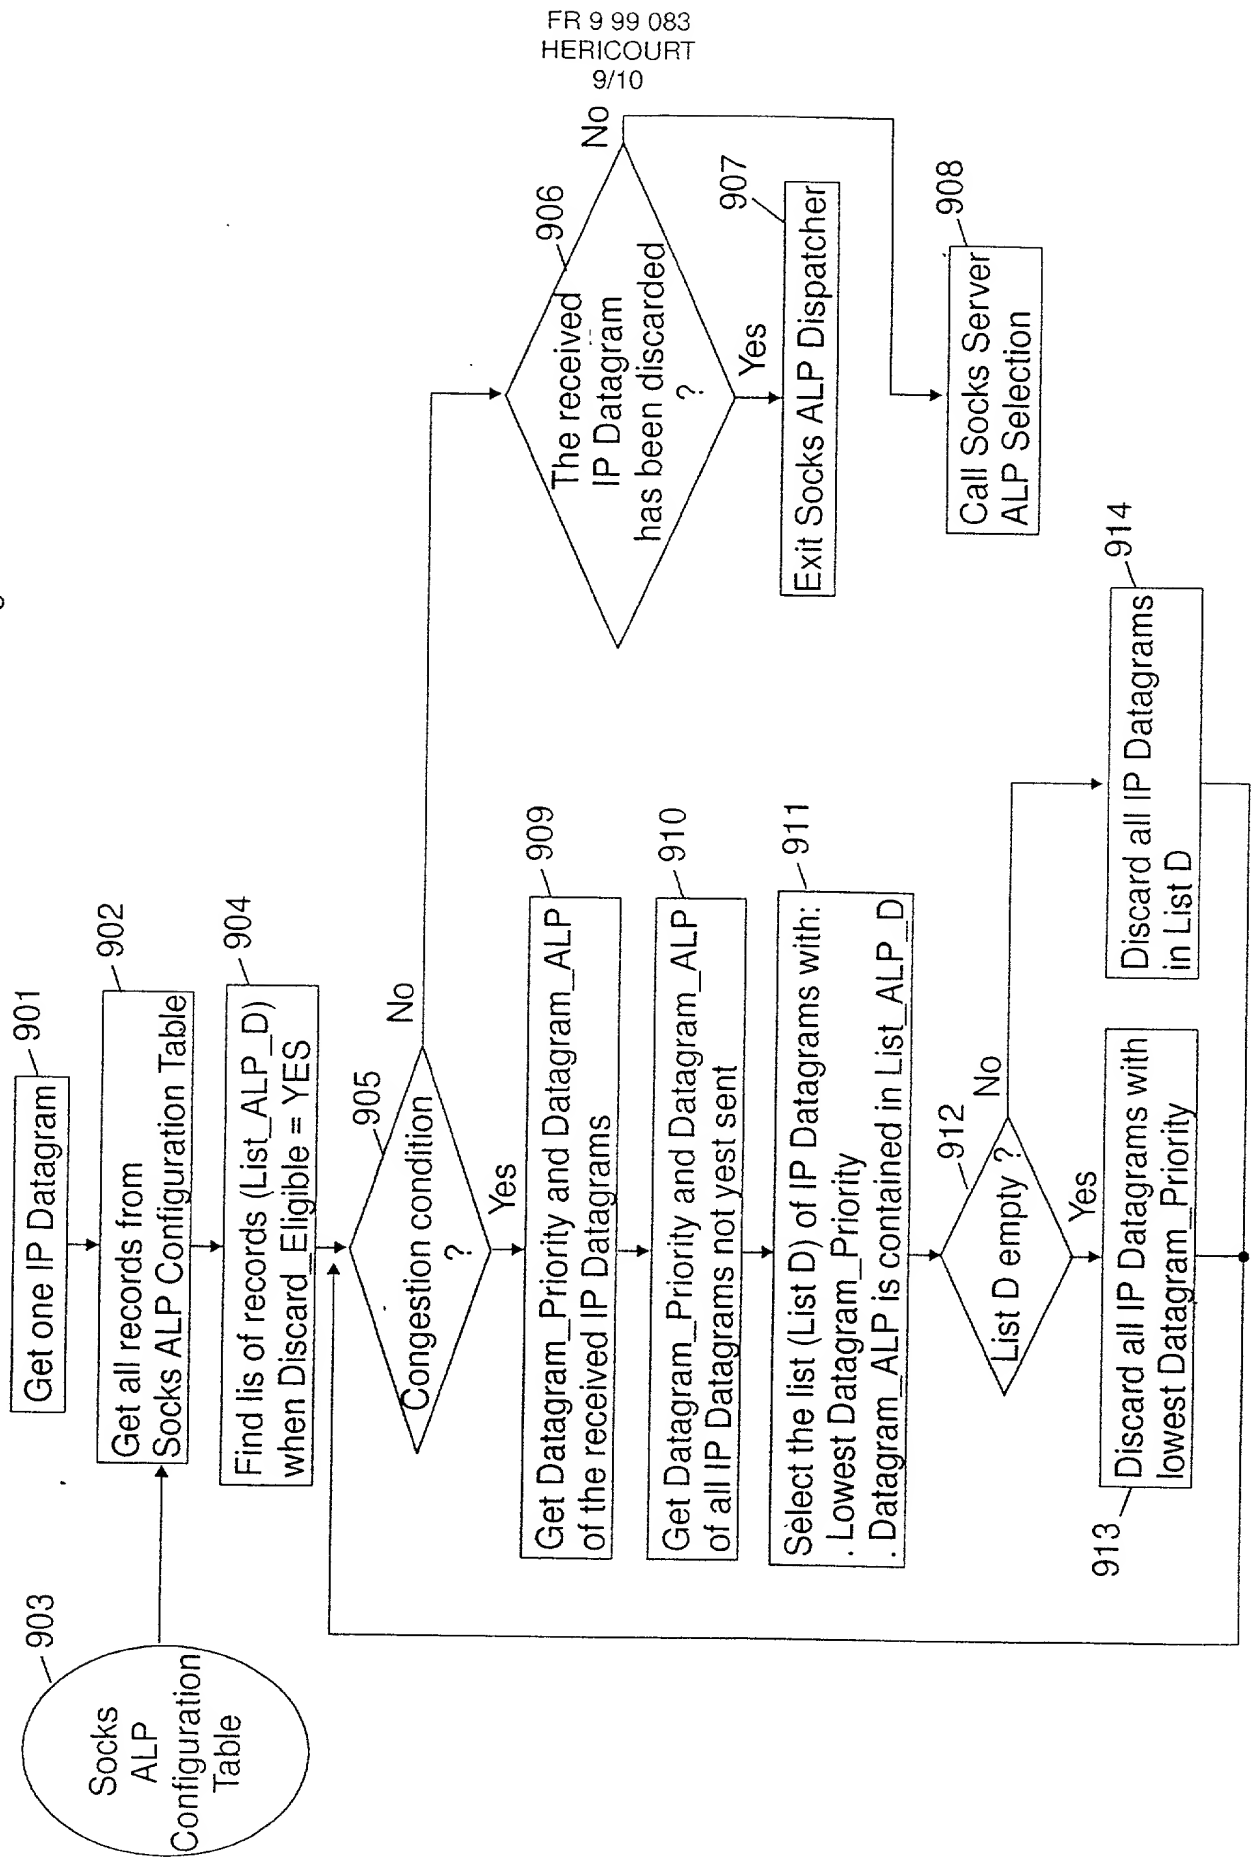 FR 9 99 083
HERICOURT
9/10
Socks
ALP
Configuration
Table
903
Get one IP Datagram
901
Get all records from
Socks ALP Configuration Table
902
Find lis of records (List_ALP_D)
when Discard_Eligible = YES
904
Congestion condition
?
905
No
Yes
The received
IP Datagram
has been discarded
?
906
No
Yes
Exit Socks ALP Dispatcher
907
Call Socks Server
ALP Selection
908
Get Datagram_Priority and Datagram_ALP
of the received IP Datagrams
909
Get Datagram_Priority and Datagram_ALP
of all IP Datagrams not yest sent
910
Select the list (List D) of IP Datagrams with:
. Lowest Datagram_Priority
. Datagram_ALP is contained in List_ALP_D
911
List D empty ?
912
No
Yes
Discard all IP Datagrams with
lowest Datagram_Priority
913
Discard all IP Datagrams
in List D
914